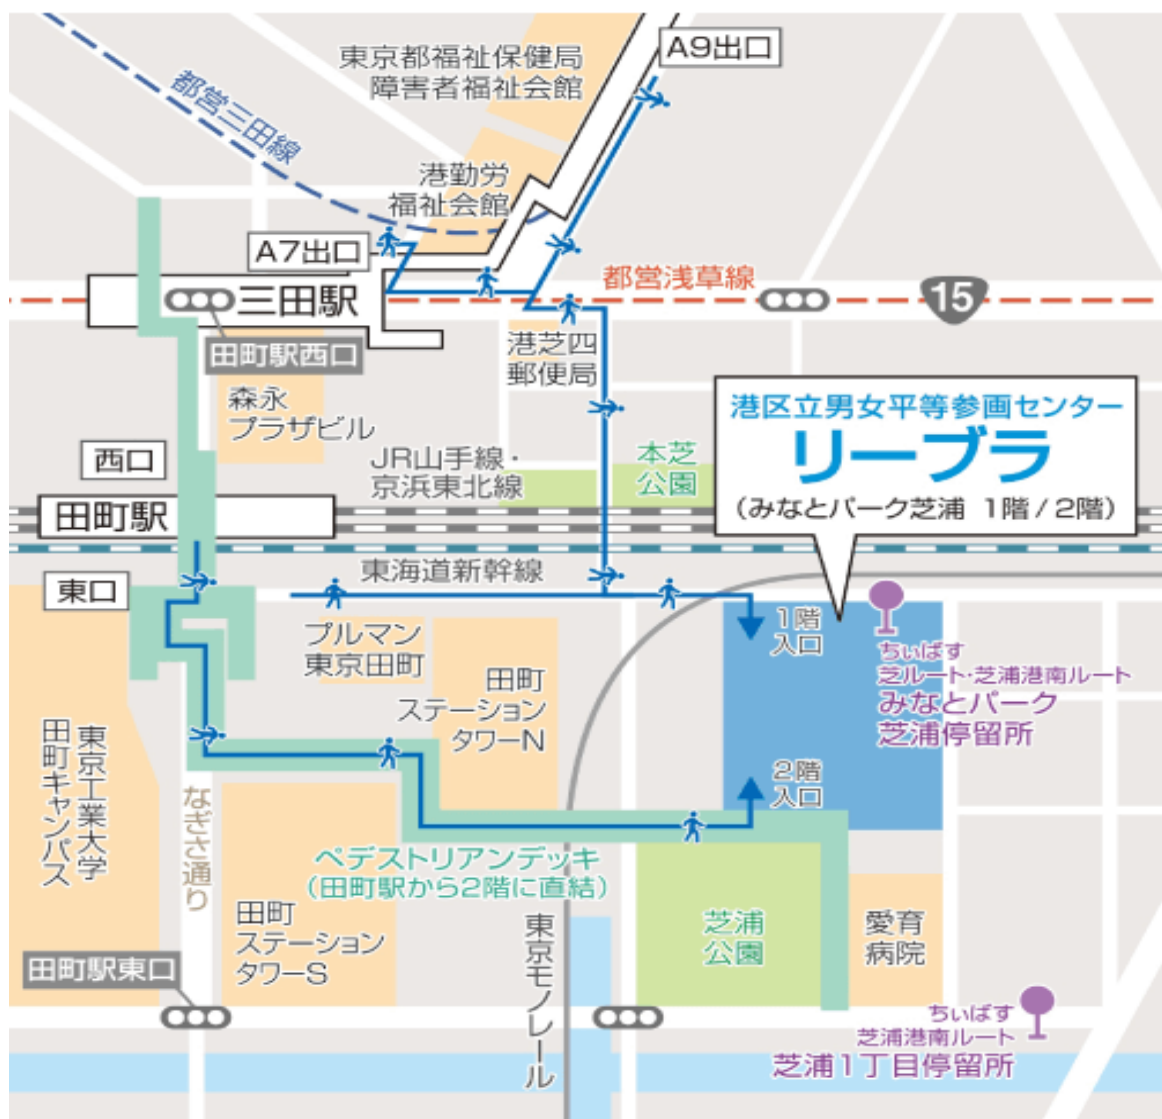 A9出口
東京都福祉保健局
障害者福祉会館
都営三田線
港勤労
福祉会館
A7出口
都営浅草線
15
三田駅
田町駅西口
港芝四
郵便局
森永
プラザビル
港区立男女平等参画センター
リーブラ
(みなとパーク芝浦 1階/2階)
西口
JR山手線・
京浜東北線
本芝
公園
田町駅
東海道新幹線
東口
1階
入口
プルマン
東京田町
ちぃばす
芝ルート・芝浦港南ルート
みなとパーク
芝浦停留所
田町
ステーション
タワーN
東京工業大学
田町キャンパス
2階
入口
なぎさ通り
ペデストリアンデッキ
(田町駅から2階に直結)
田町
ステーション
タワーS
東京モノレール
芝浦
公園
愛育
病院
田町駅東口
ちぃばす
芝浦港南ルート
芝浦1丁目停留所